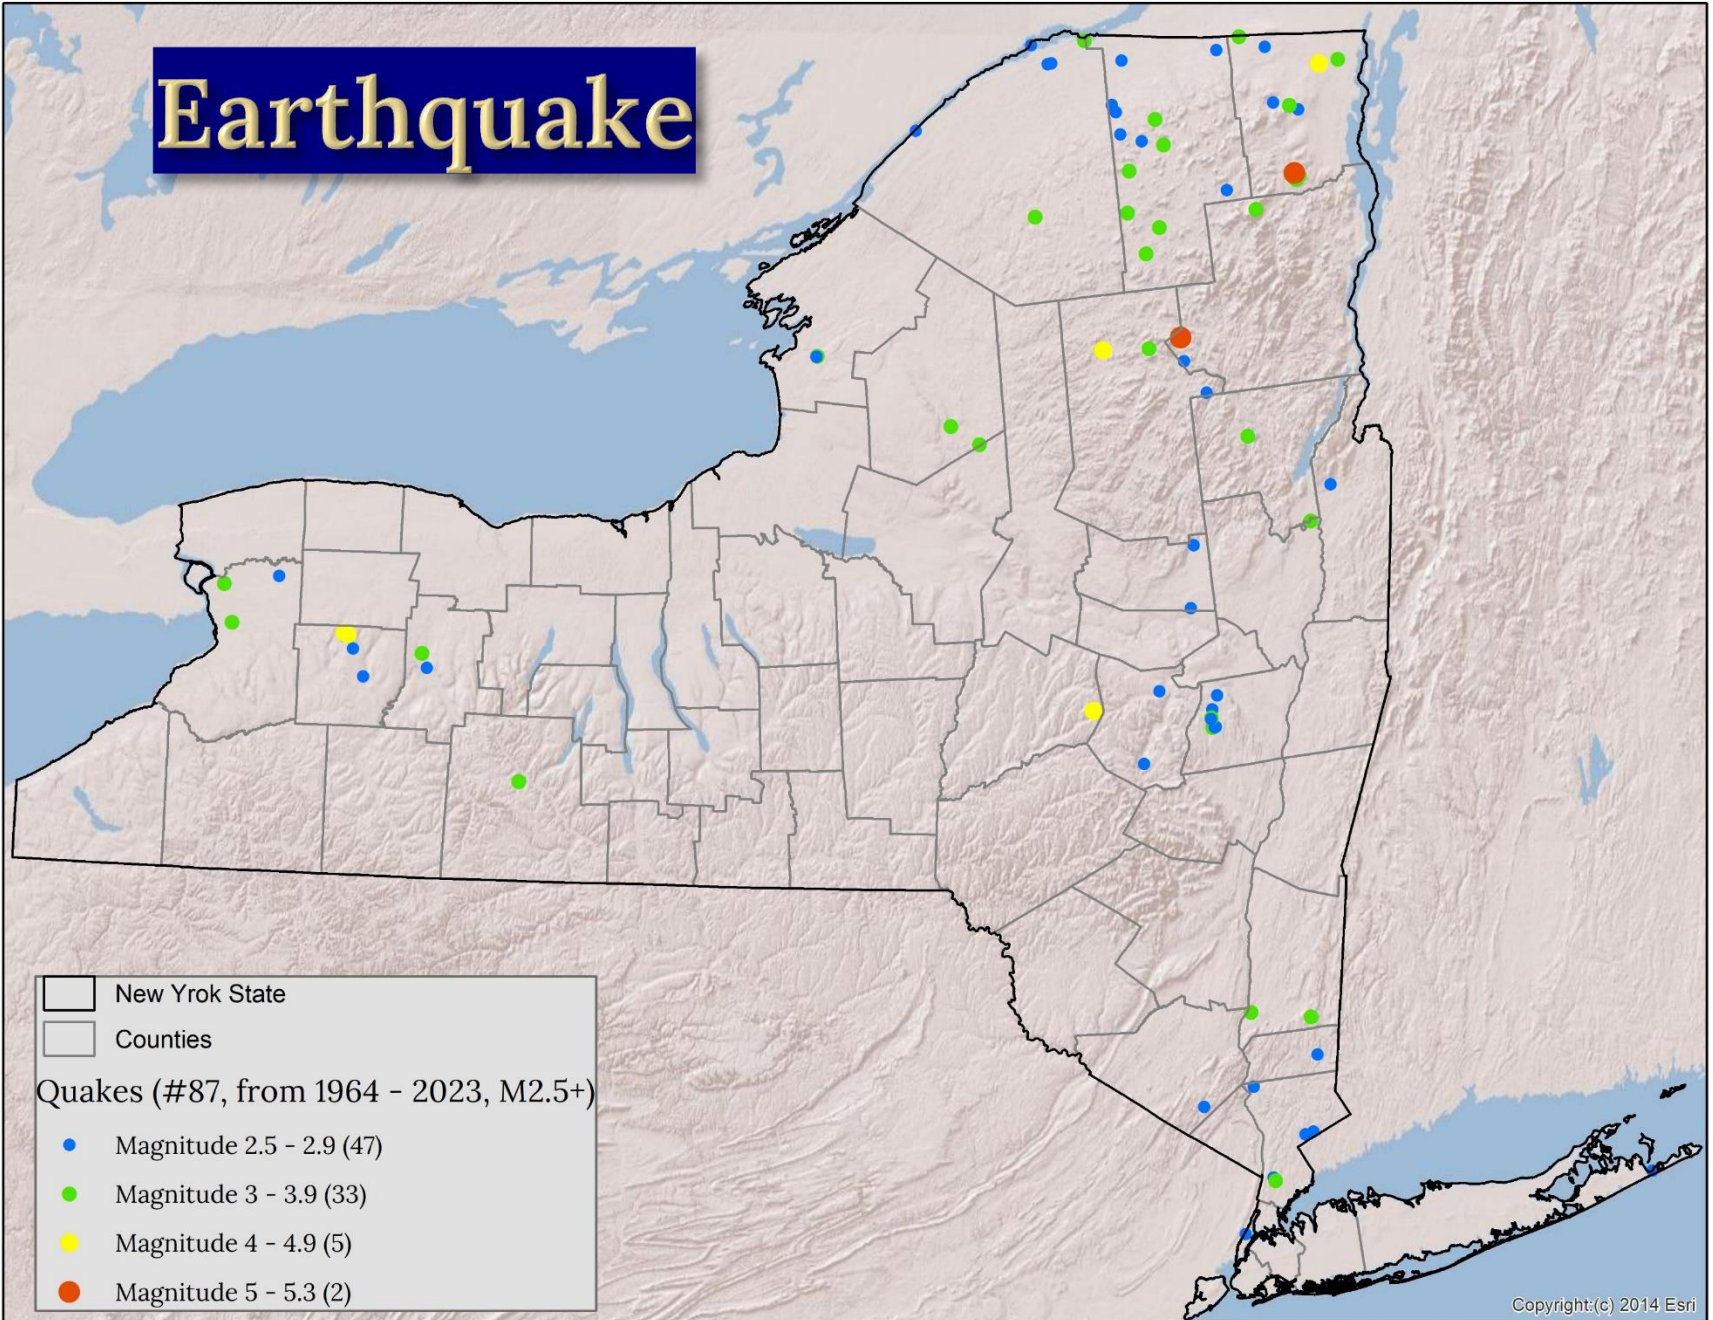 Earthquake
New Yrok State
Counties
Quakes (#87, from 1964 - 2023, M2.5+)
Magnitude 2.5 - 2.9 (47)
Magnitude 3 - 3.9 (33)
Magnitude 4 - 4.9 (5)
Magnitude 5 - 5.3 (2)
Copyright:(c) 2014 Esri